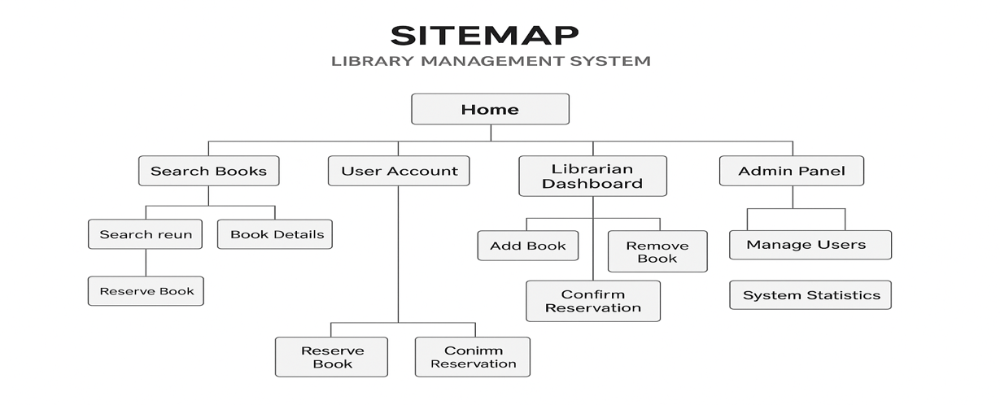 SITEMAP
LIBRARY MANAGEMENT SYSTEM
Home
Search Books
User Account
Librarian
Dashboard
Admin Panel
Search reun
Book Details
Add Book
Remove
Book
Manage Users
Reserve Book
Confirm
Reservation
System Statistics
Reserve
Book
Conimm
Reservation